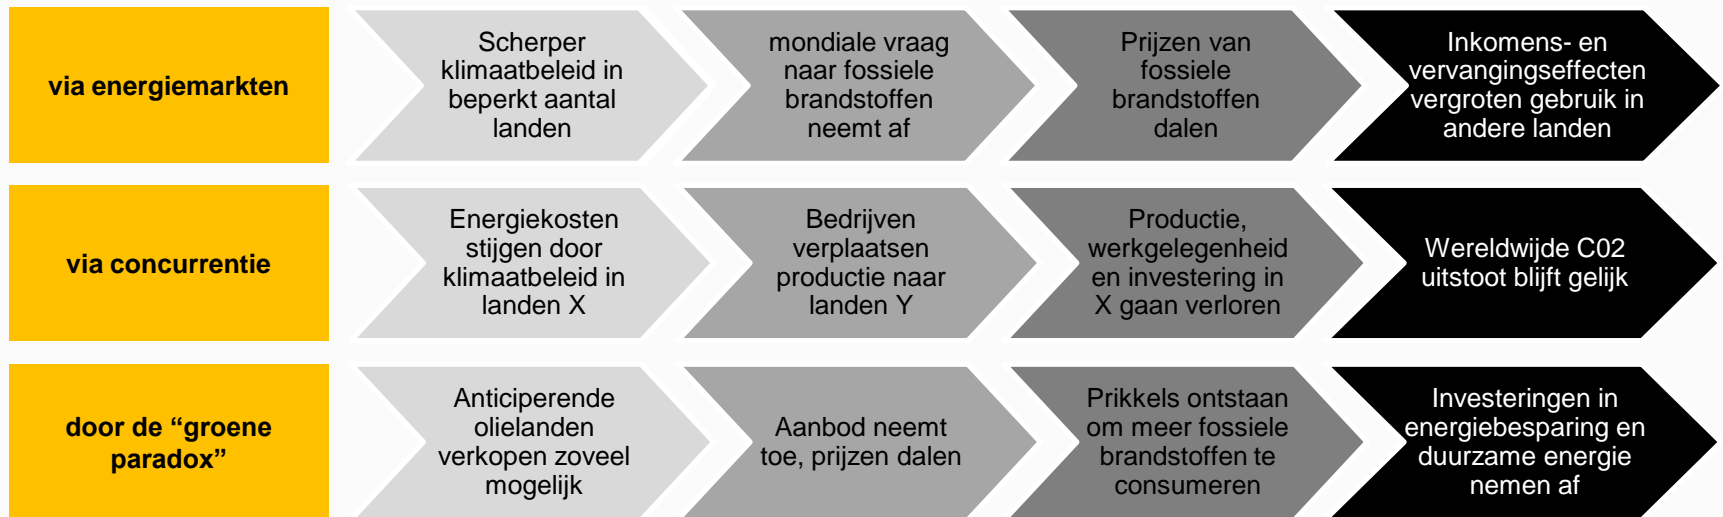 via energiemarkten
Scherper
klimaatbeleid in
beperkt aantal
landen
mondiale vraag
naar fossiele
brandstoffen
neemt af
Prijzen van
fossiele
brandstoffen
dalen
Inkomens- en
vervangingseffecten
vergroten gebruik in
andere landen
via concurrentie
Energiekosten
stijgen door
klimaatbeleid in
landen X
Bedrijven
verplaatsen
productie naar
landen Y
Productie,
werkgelegenheid
en investering in
X gaan verloren
Wereldwijde C02
uitstoot blijft gelijk
door de “groene
paradox”
Anticiperende
olielanden
verkopen zoveel
mogelijk
Aanbod neemt
toe, prijzen dalen
Prikkels ontstaan
om meer fossiele
brandstoffen te
consumeren
Investeringen in
energiebesparing en
duurzame energie
nemen af